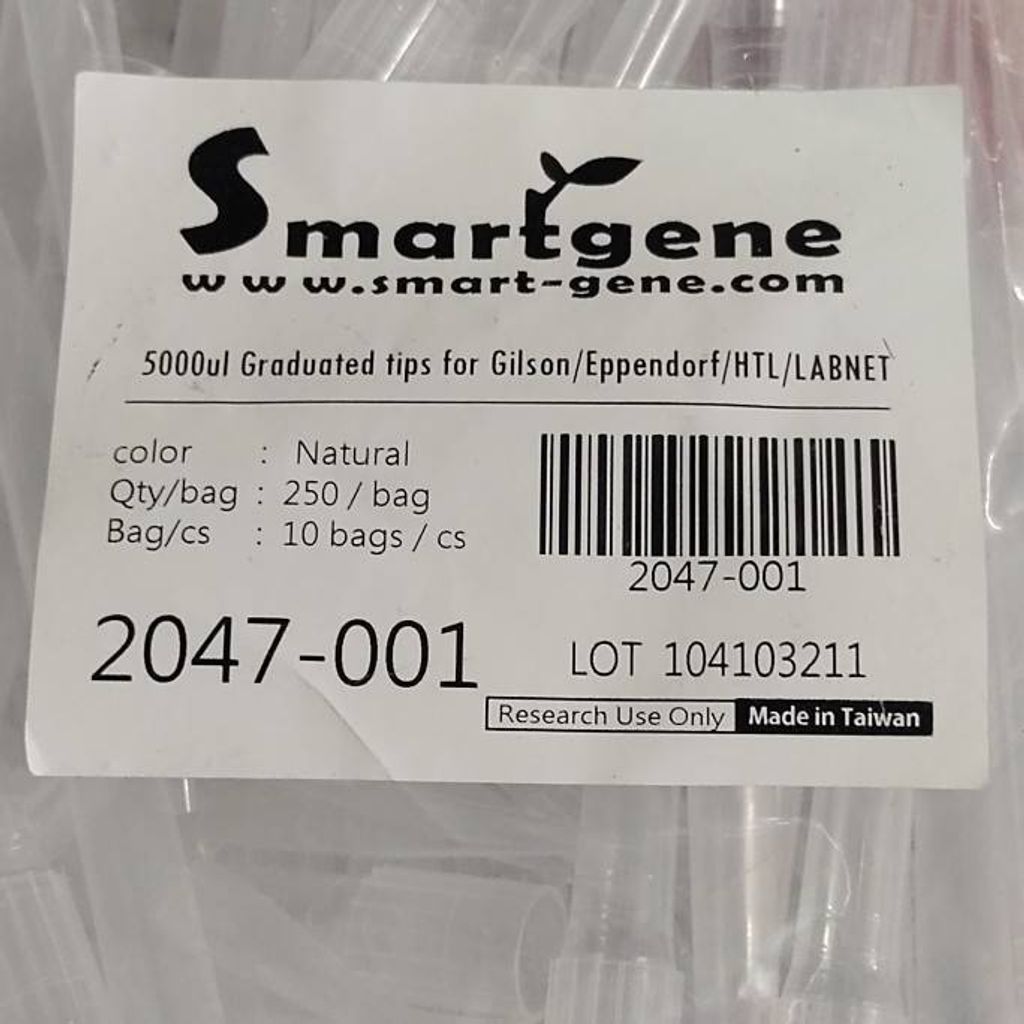 Smartgene
www.smart-gene.com
5000ul Graduated tips for Gilson/Eppendorf/HTL/LABNET
color : Natural
Qty/bag : 250 / bag
Bag/cs : 10 bags / cs
2047-001
2047-001
LOT 104103211
Research Use Only Made in Taiwan